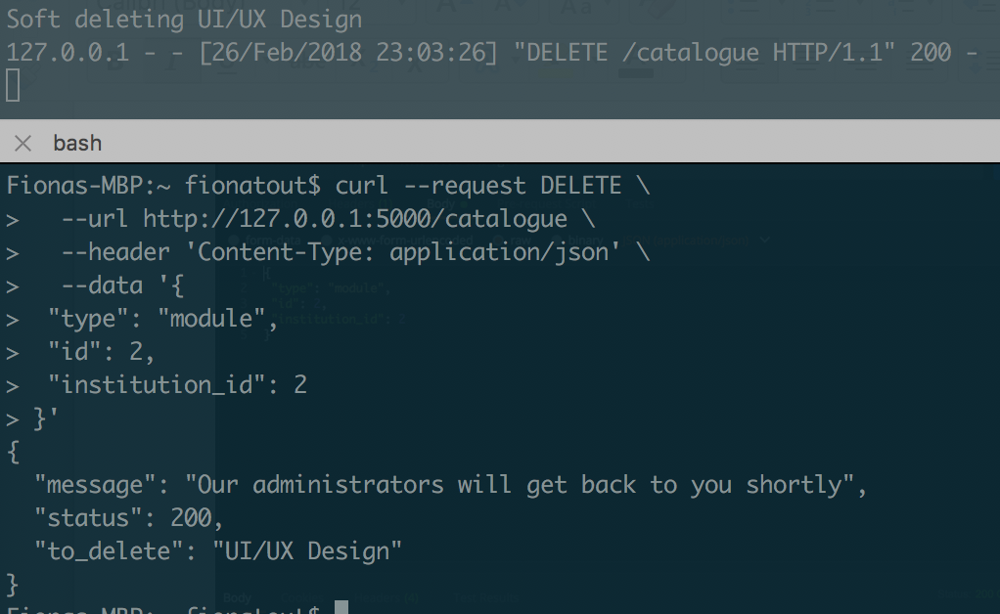 Soft deleting UI/UX Design
127.0.0.1 - - [26/Feb/2018 23:03:26] "DELETE /catalogue HTTP/1.1" 200 -
bash
Fionas-MBP:~ fionatout$ curl --request DELETE \
>   --url http://127.0.0.1:5000/catalogue \
>   --header 'Content-Type: application/json' \
>   --data '{
>  "type": "module",
>  "id": 2,
>  "institution_id": 2
> }'
{
  "message": "Our administrators will get back to you shortly",
  "status": 200,
  "to_delete": "UI/UX Design"
}
Fionas-MBP:~ fionatout$